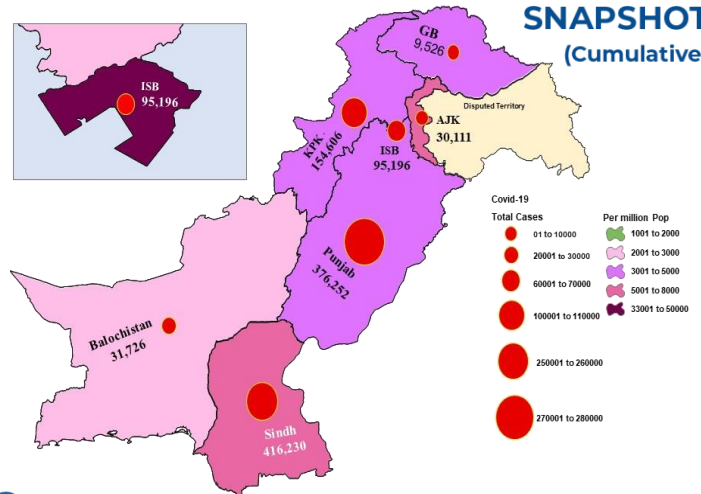 SNAPSHOT
(Cumulative
ISB
95,196
GB
9,526
Disputed Territory
AJK
30,111
KPK
154,606
ISB
95,196
Punjab
376,252
Balochistan
31,726
Sindh
416,230
Covid-19
Total Cases
01 to 10000
20001 to 30000
60001 to 70000
100001 to 110000
250001 to 260000
270001 to 280000
Per million Pop
1001 to 2000
2001 to 3000
3001 to 5000
5001 to 8000
33001 to 50000